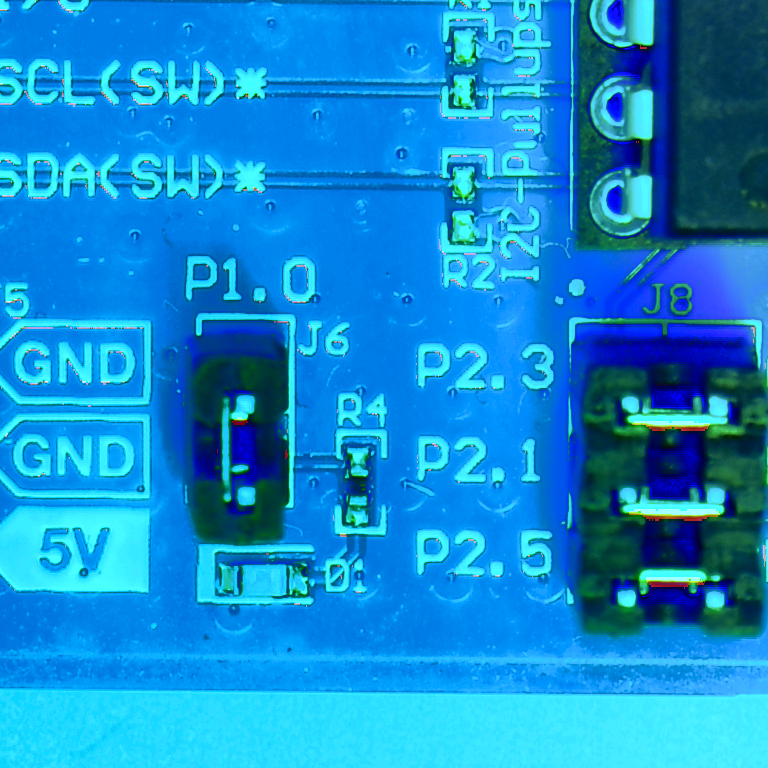 SCL(SW)*
SDA(SW)*
I2C-pullups
R2
P1.0
J8
J6
GND
P2.3
R4
GND
P2.1
5V
P2.5
D1